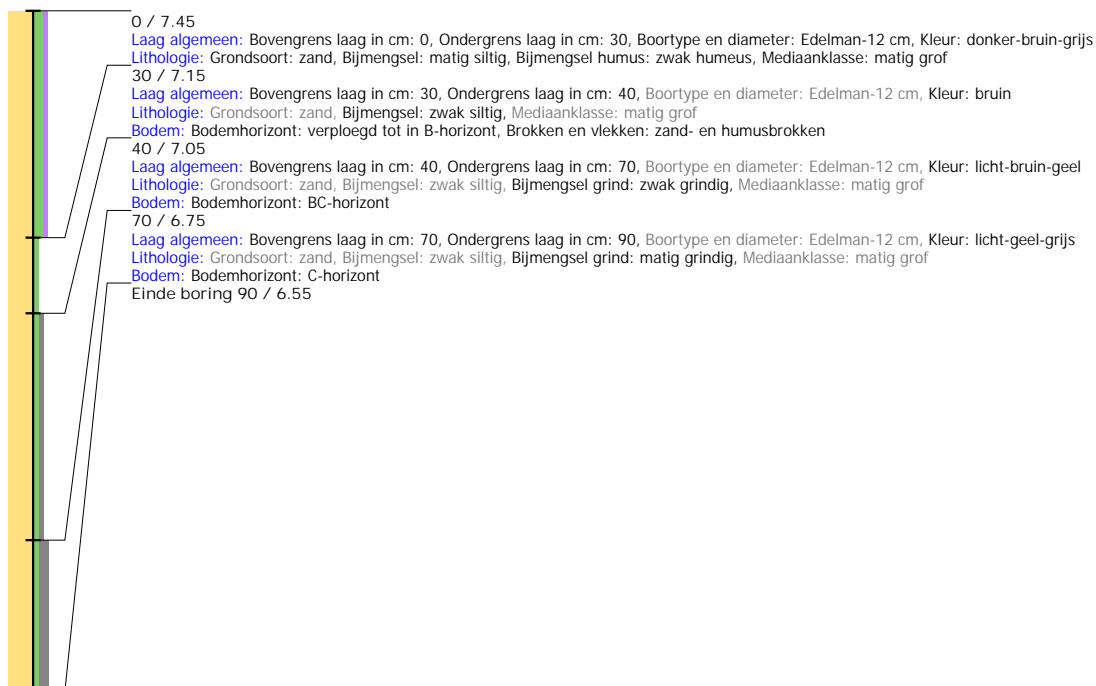 0 / 7.45
Laag algemeen: Bovengrens laag in cm: 0, Ondergrens laag in cm: 30, Boortype en diameter: Edelman-12 cm, Kleur: donker-bruin-grijs
Lithologie: Grondsoort: zand, Bijmengsel: matig siltig, Bijmengsel humus: zwak humeus, Mediaanklasse: matig grof
30 / 7.15
Laag algemeen: Bovengrens laag in cm: 30, Ondergrens laag in cm: 40, Boortype en diameter: Edelman-12 cm, Kleur: bruin
Lithologie: Grondsoort: zand, Bijmengsel: zwak siltig, Mediaanklasse: matig grof
Bodem: Bodemhorizont: verploegd tot in B-horizont, Brokken en vlekken: zand- en humusbrokken
40 / 7.05
Laag algemeen: Bovengrens laag in cm: 40, Ondergrens laag in cm: 70, Boortype en diameter: Edelman-12 cm, Kleur: licht-bruin-geel
Lithologie: Grondsoort: zand, Bijmengsel: zwak siltig, Bijmengsel grind: zwak grindig, Mediaanklasse: matig grof
Bodem: Bodemhorizont: BC-horizont
70 / 6.75
Laag algemeen: Bovengrens laag in cm: 70, Ondergrens laag in cm: 90, Boortype en diameter: Edelman-12 cm, Kleur: licht-geel-grijs
Lithologie: Grondsoort: zand, Bijmengsel: zwak siltig, Bijmengsel grind: matig grindig, Mediaanklasse: matig grof
Bodem: Bodemhorizont: C-horizont
Einde boring 90 / 6.55